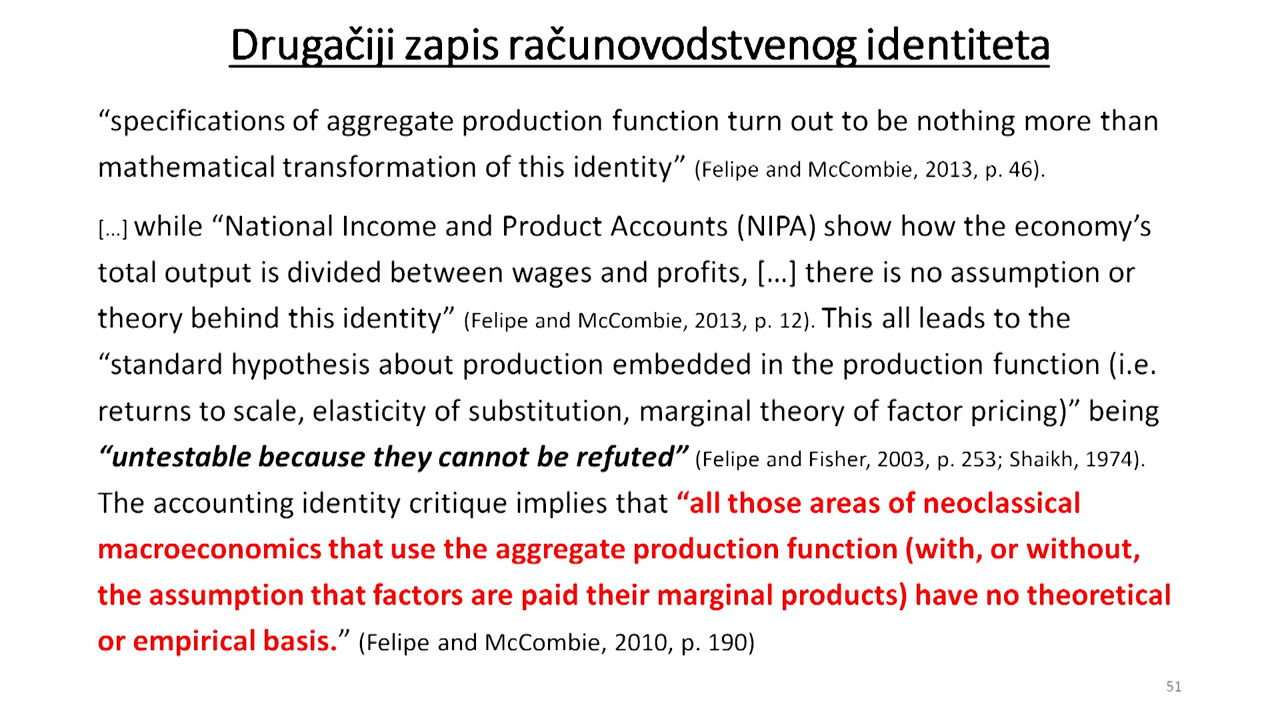 Drugačiji zapis računovodstvenog identiteta
“specifications of aggregate production function turn out to be nothing more than
mathematical transformation of this identity” (Felipe and McCombie, 2013, p. 46).
[…] while “National Income and Product Accounts (NIPA) show how the economy’s
total output is divided between wages and profits, […] there is no assumption or
theory behind this identity” (Felipe and McCombie, 2013, p. 12). This all leads to the
“standard hypothesis about production embedded in the production function (i.e.
returns to scale, elasticity of substitution, marginal theory of factor pricing)” being
“untestable because they cannot be refuted” (Felipe and Fisher, 2003, p. 253; Shaikh, 1974).
The accounting identity critique implies that “all those areas of neoclassical
macroeconomics that use the aggregate production function (with, or without,
the assumption that factors are paid their marginal products) have no theoretical
or empirical basis.” (Felipe and McCombie, 2010, p. 190)
51